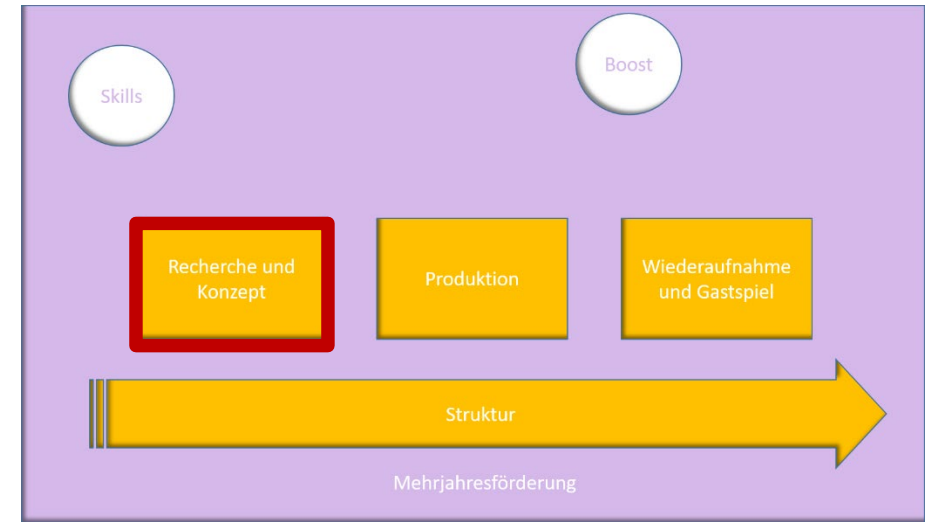 Skills
Boost
Recherche und
Konzept
Produktion
Wiederaufnahme
und Gastspiel
Struktur
Mehrjahresförderung